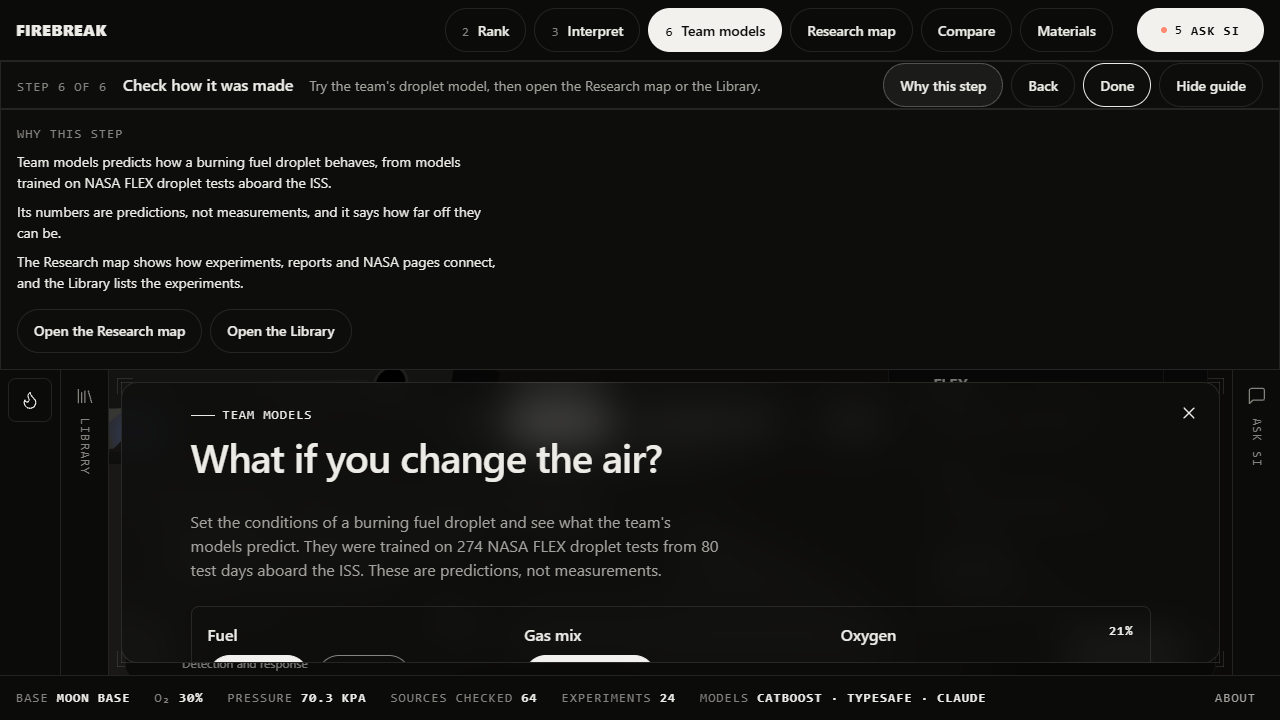 FIREBREAK
2 Rank
3 Interpret
6 Team models
Research map
Compare
Materials
5 ASK SI
STEP 6 OF 6
Check how it was made
Try the team's droplet model, then open the Research map or the Library.
Why this step
Back
Done
Hide guide
WHY THIS STEP
Team models predicts how a burning fuel droplet behaves, from models
trained on NASA FLEX droplet tests aboard the ISS.
Its numbers are predictions, not measurements, and it says how far off they
can be.
The Research map shows how experiments, reports and NASA pages connect,
and the Library lists the experiments.
Open the Research map
Open the Library
LIBRARY
FLEX
TEAM MODELS
What if you change the air?
Set the conditions of a burning fuel droplet and see what the team's
models predict. They were trained on 274 NASA FLEX droplet tests from 80
test days aboard the ISS. These are predictions, not measurements.
Fuel
Gas mix
Oxygen
21%
Detection and response
ASK SI
BASE MOON BASE
O₂ 30%
PRESSURE 70.3 KPA
SOURCES CHECKED 64
EXPERIMENTS 24
MODELS CATBOOST · TYPESAFE · CLAUDE
ABOUT